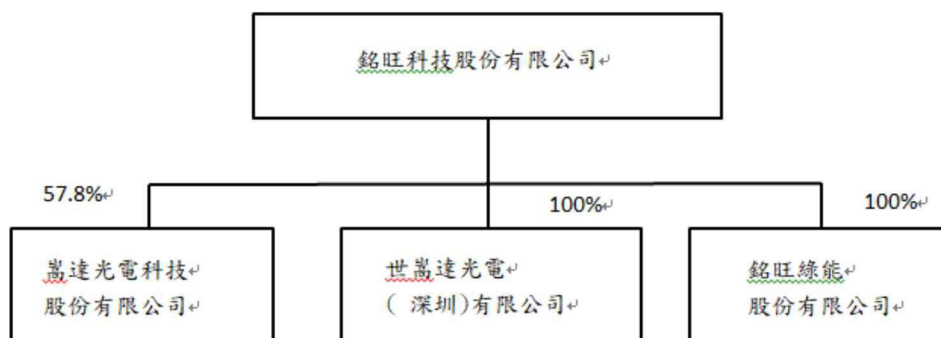 銘旺科技股份有限公司
57.8%
100%
100%
嵩達光電科技
股份有限公司
世嵩達光電
( 深圳)有限公司
銘旺綠能
股份有限公司